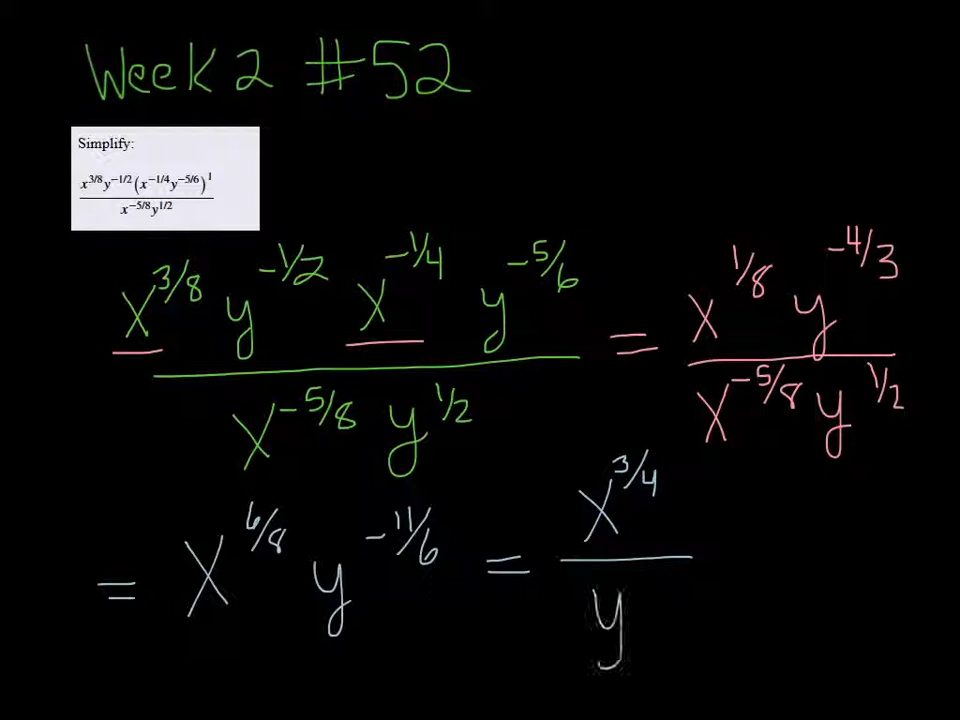 Week 2 #52
Simplify:
x^{3/8}y^{-1/2}(x^{-1/4}y^{-5/6})^1
x^{-5/8}y^{1/2}
x^{3/8} y^{-1/2} x^{-1/4} y^{-5/6} = x^{1/8} y^{-4/3}
x^{-5/8} y^{1/2} x^{-5/8} y^{1/2}
= x^{6/8} y^{-11/6} = x^{3/4}
y